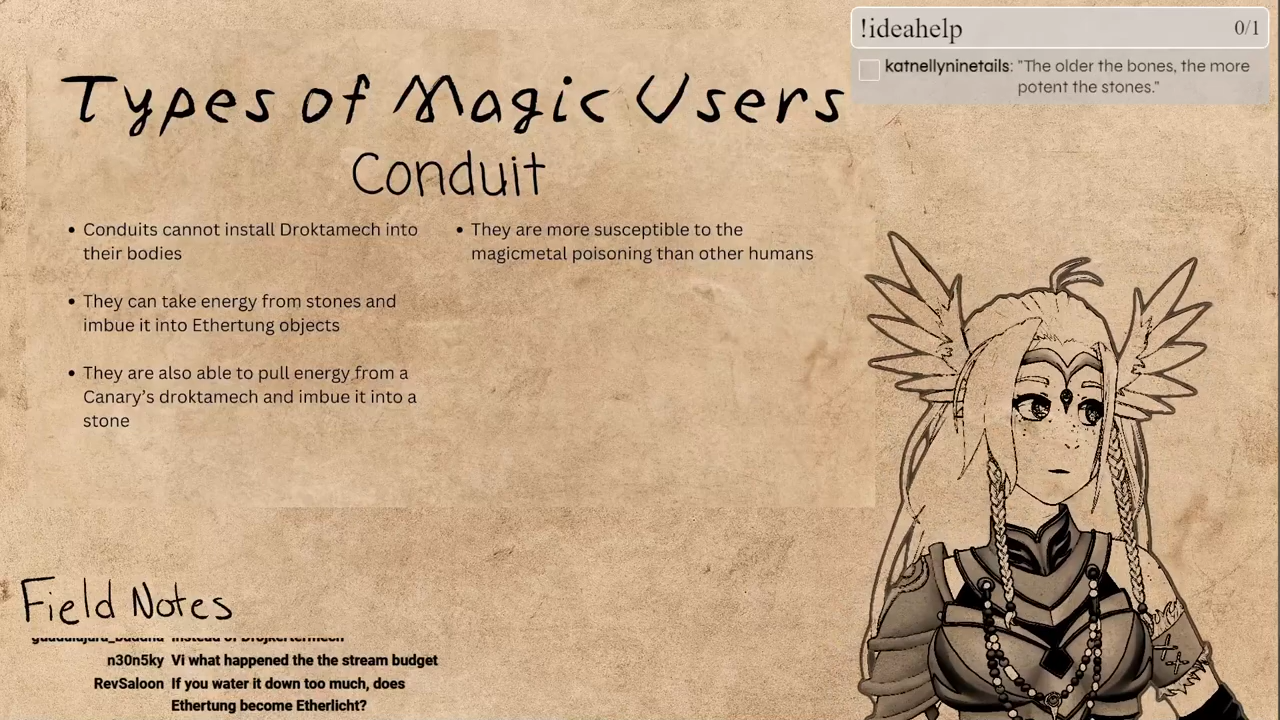 !ideahelp 0/1
katnellyninetails: "The older the bones, the more
potent the stones."
Types of Magic Users
Conduit
• Conduits cannot install Droktamech into
their bodies
• They can take energy from stones and
imbue it into Ethertung objects
• They are also able to pull energy from a
Canary's droktamech and imbue it into a
stone
• They are more susceptible to the
magicmetal poisoning than other humans
Field Notes
instead of
n30n5ky Vi what happened the the stream budget
RevSaloon If you water it down too much, does
Ethertung become Etherlicht?